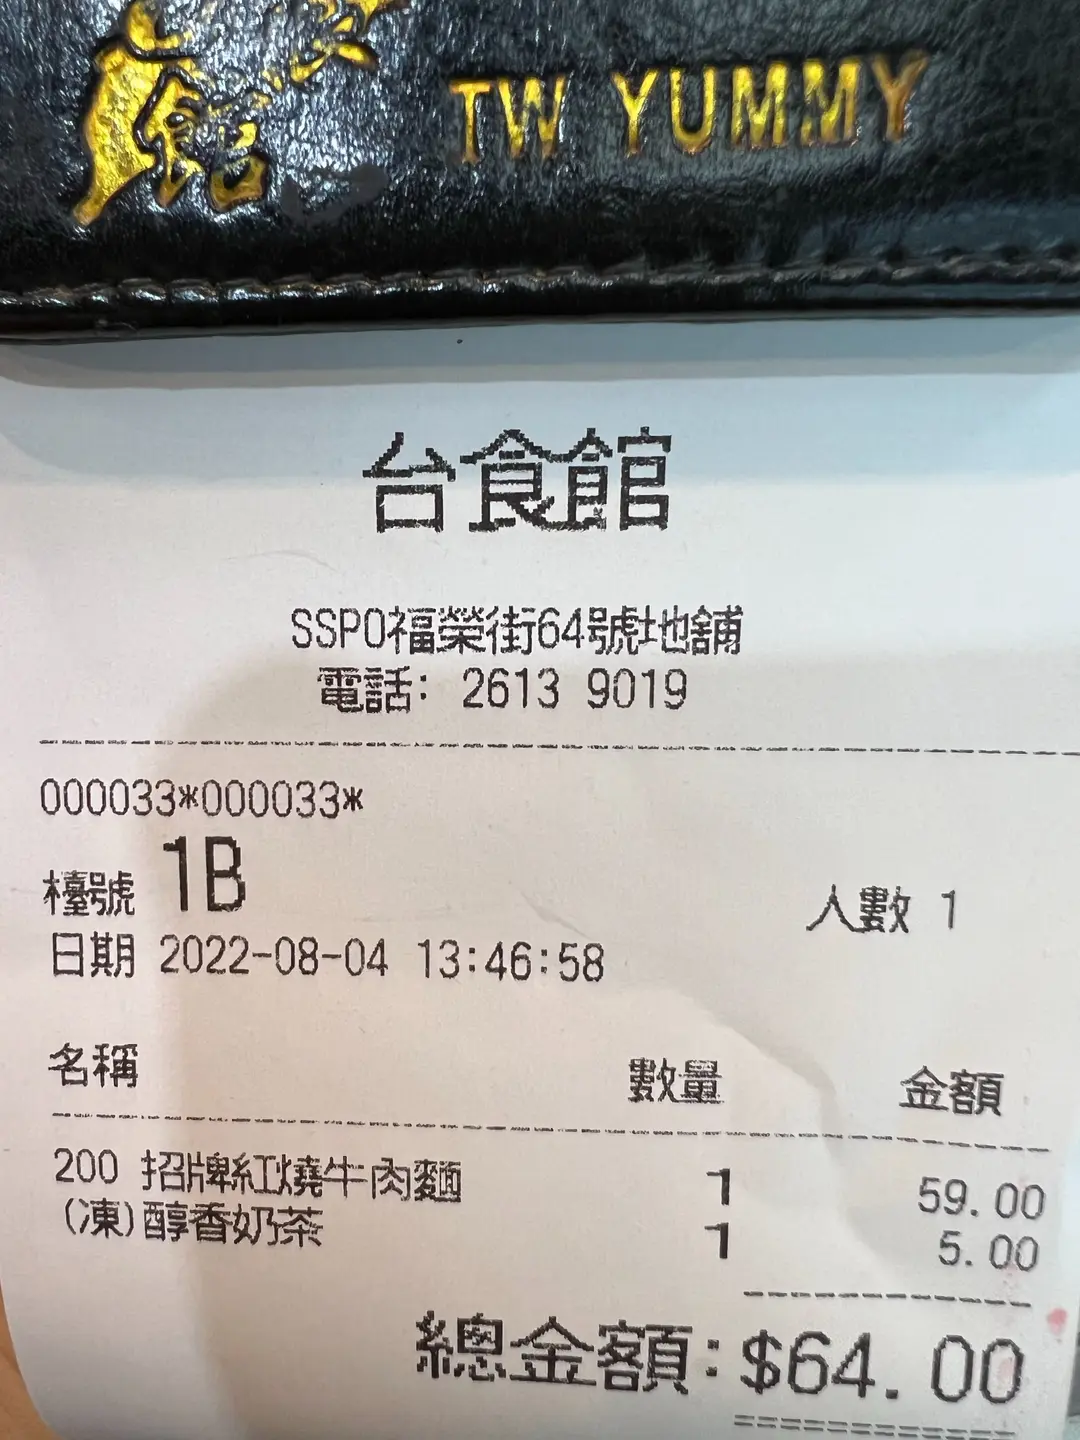 館
TW YUMMY
台食館
SSPO福榮街64號地舖
電話: 2613 9019
000033*000033*
檯號 1B
人數 1
日期 2022-08-04 13:46:58
名稱 數量 金額
200 招牌紅燒牛肉麵 1 59.00
(凍)醇香奶茶 1 5.00
總金額:$64.00